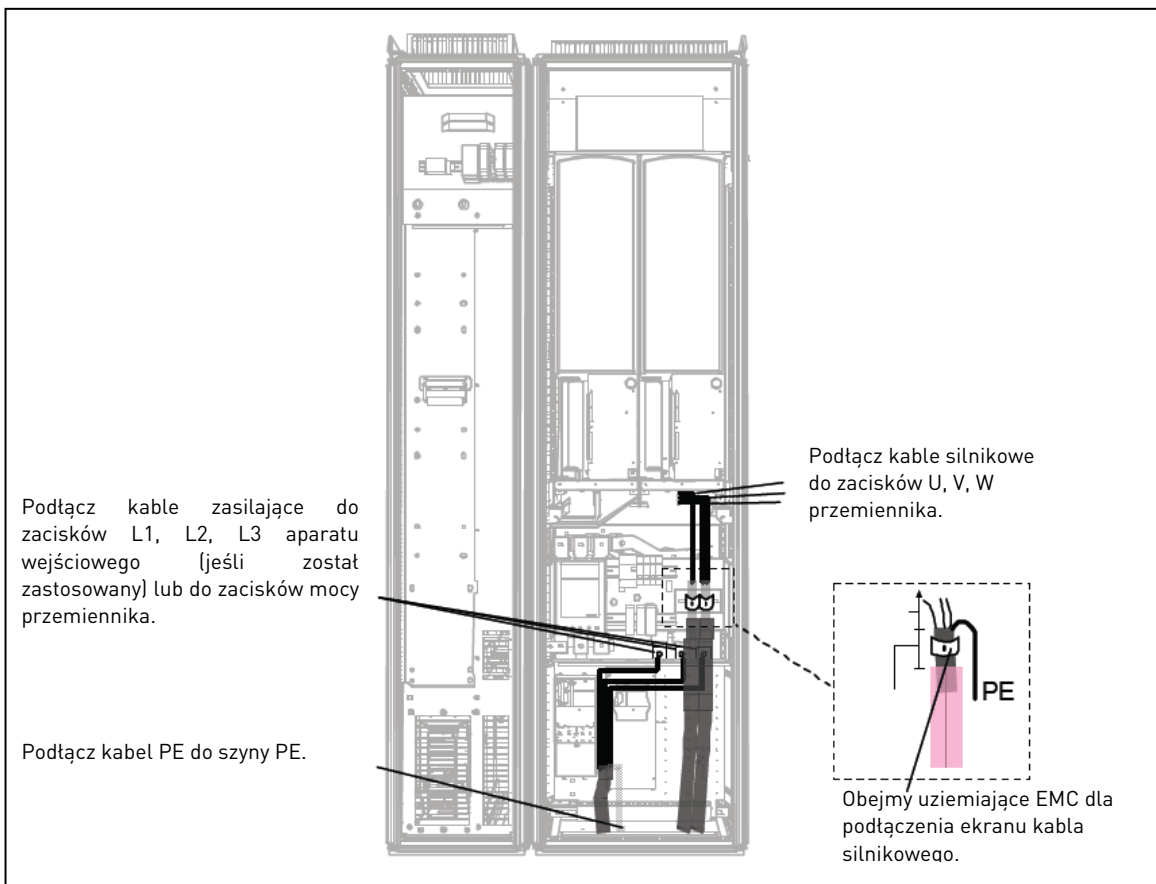 Podłącz kable silnikowe
do zacisków U, V, W
przemiennika.
Podłącz kable zasilające do
zacisków L1, L2, L3 aparatu
wejściowego (jeśli został
zastosowany) lub do zacisków mocy
przemiennika.
PE
Podłącz kabel PE do szyny PE.
Obejmy uziemiające EMC dla
podłączenia ekranu kabla
silnikowego.